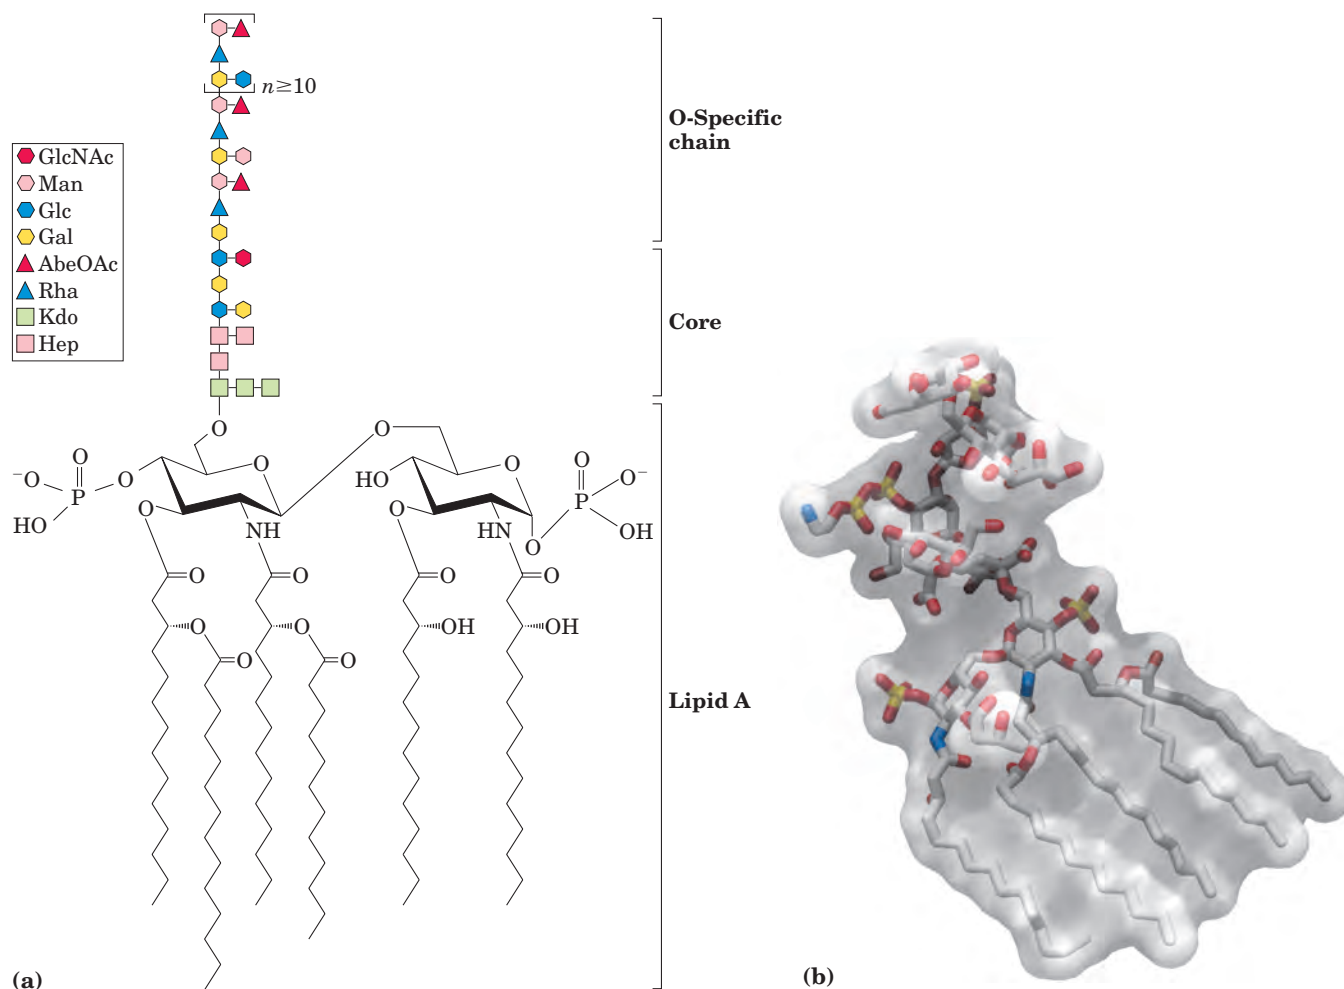 n≥10
GlcNAc
Man
Glc
Gal
AbeOAc
Rha
Kdo
Hep
O-Specific
chain
Core
Lipid A
O
O
O
⁻O
P
O
O
HO
O
NH
O
HO
O
HN
O
O
P
O⁻
OH
O
O
O
O
O
O
O
O
OH
OH
O
O
(a)
(b)